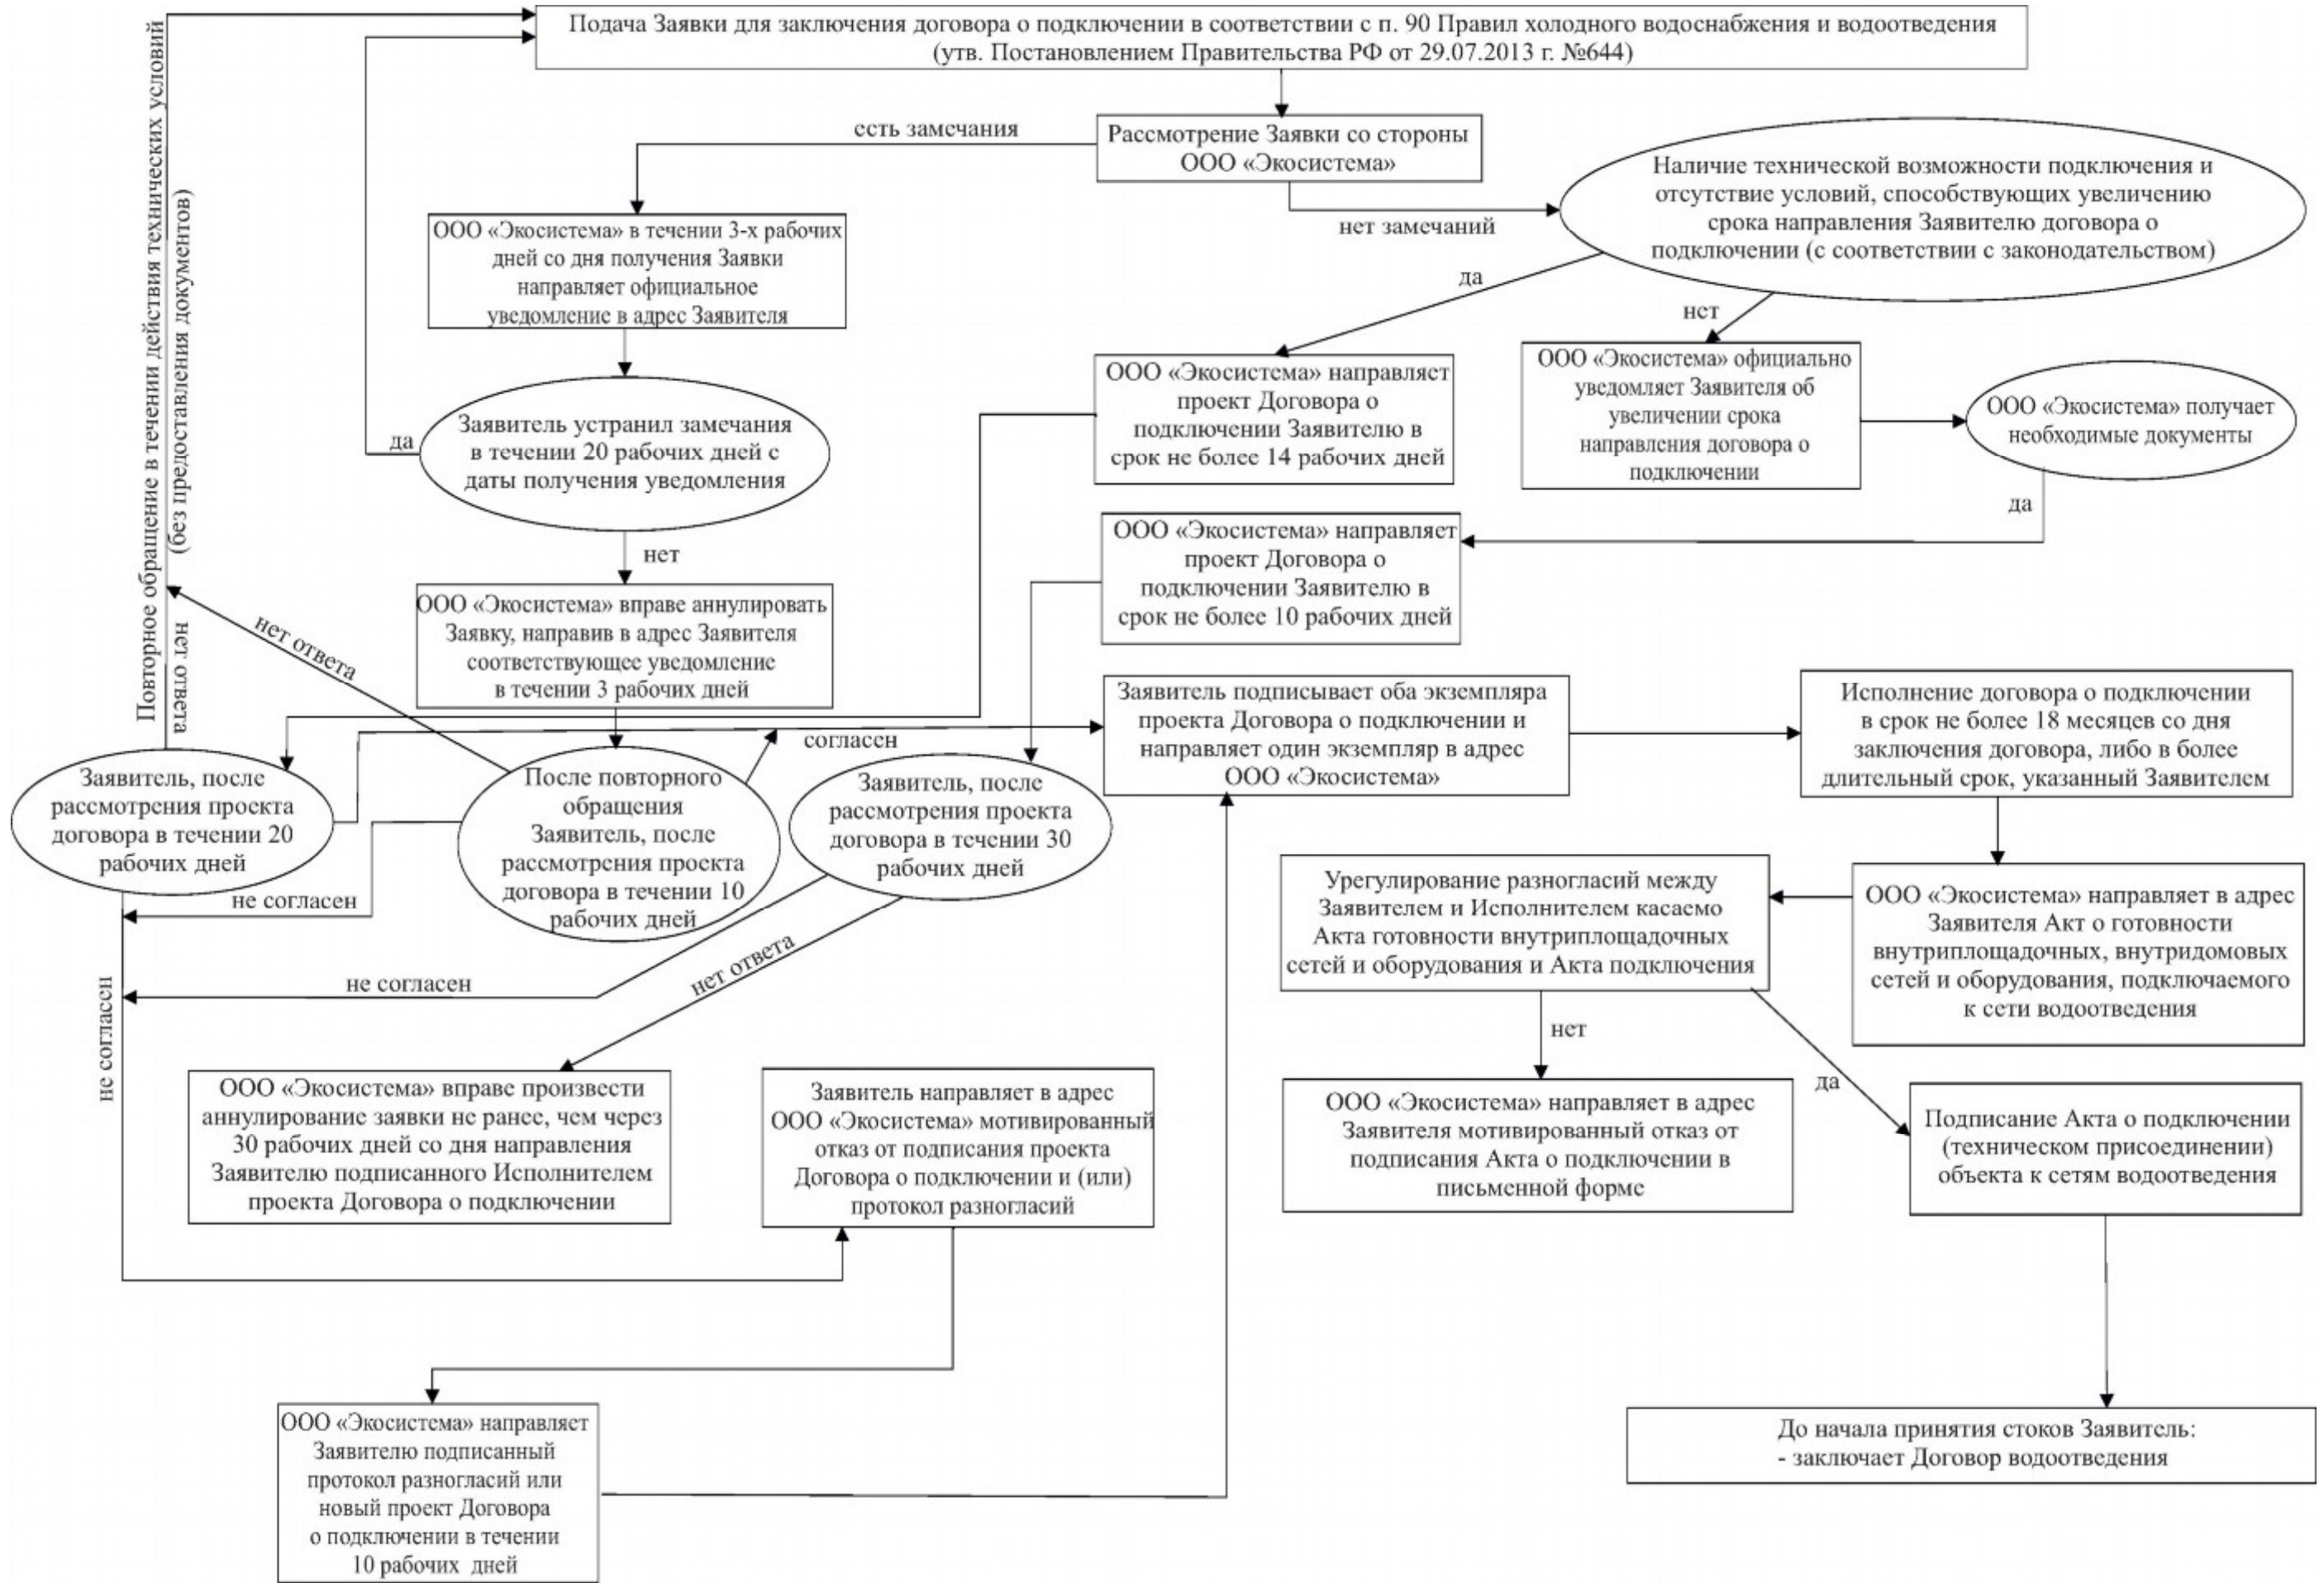 Подача Заявки для заключения договора о подключении в соответствии с п. 90 Правил холодного водоснабжения и водоотведения
(утв. Постановлением Правительства РФ от 29.07.2013 г. №644)
Повторное обращение в течении действия технических условий
(без предоставления документов)
есть замечания
Рассмотрение Заявки со стороны
ООО «Экосистема»
нет замечаний
Наличие технической возможности подключения и
отсутствие условий, способствующих увеличению
срока направления Заявителю договора о
подключении (с соответствии с законодательством)
ООО «Экосистема» в течении 3-х рабочих
дней со дня получения Заявки
направляет официальное
уведомление в адрес Заявителя
да
нет
ООО «Экосистема» направляет
проект Договора о
подключении Заявителю в
срок не более 14 рабочих дней
ООО «Экосистема» официально
уведомляет Заявителя об
увеличении срока
направления договора о
подключении
ООО «Экосистема» получает
необходимые документы
да
Заявитель устранил замечания
в течении 20 рабочих дней с
даты получения уведомления
да
нет
ООО «Экосистема» направляет
проект Договора о
подключении Заявителю в
срок не более 10 рабочих дней
ООО «Экосистема» вправе аннулировать
Заявку, направив в адрес Заявителя
соответствующее уведомление
в течении 3 рабочих дней
нет ответа
нет ответа
Заявитель подписывает оба экземпляра
проекта Договора о подключении и
направляет один экземпляр в адрес
ООО «Экосистема»
Исполнение договора о подключении
в срок не более 18 месяцев со дня
заключения договора, либо в более
длительный срок, указанный Заявителем
согласен
Заявитель, после
рассмотрения проекта
договора в течении 20
рабочих дней
После повторного
обращения
Заявитель, после
рассмотрения проекта
договора в течении 10
рабочих дней
Заявитель, после
рассмотрения проекта
договора в течении 30
рабочих дней
не согласен
не согласен
нет ответа
не согласен
Урегулирование разногласий между
Заявителем и Исполнителем касаемо
Акта готовности внутриплощадочных
сетей и оборудования и Акта подключения
ООО «Экосистема» направляет в адрес
Заявителя Акт о готовности
внутриплощадочных, внутридомовых
сетей и оборудования, подключаемого
к сети водоотведения
нет
да
ООО «Экосистема» вправе произвести
аннулирование заявки не ранее, чем через
30 рабочих дней со дня направления
Заявителю подписанного Исполнителем
проекта Договора о подключении
Заявитель направляет в адрес
ООО «Экосистема» мотивированный
отказ от подписания проекта
Договора о подключении и (или)
протокол разногласий
ООО «Экосистема» направляет в адрес
Заявителя мотивированный отказ от
подписания Акта о подключении в
письменной форме
Подписание Акта о подключении
(техническом присоединении)
объекта к сетям водоотведения
ООО «Экосистема» направляет
Заявителю подписанный
протокол разногласий или
новый проект Договора
о подключении в течении
10 рабочих дней
До начала принятия стоков Заявитель:
- заключает Договор водоотведения